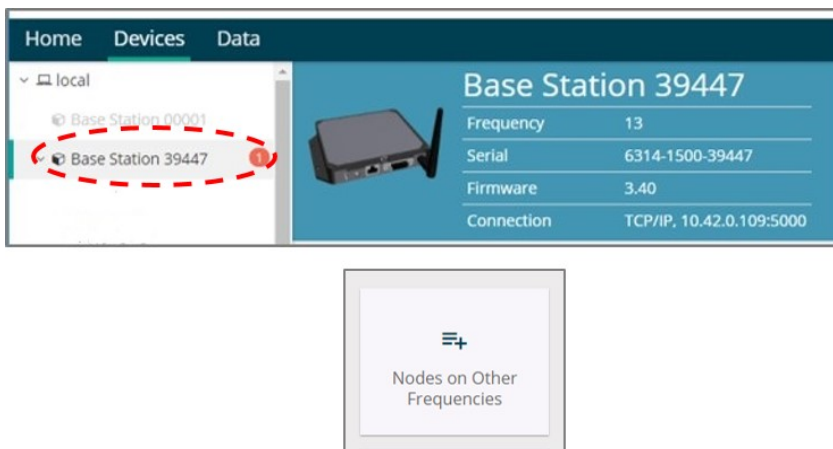 Home Devices Data
local
Base Station 00001
Base Station 39447 1
Base Station 39447
Frequency 13
Serial 6314-1500-39447
Firmware 3.40
Connection TCP/IP, 10.42.0.109:5000
Nodes on Other
Frequencies